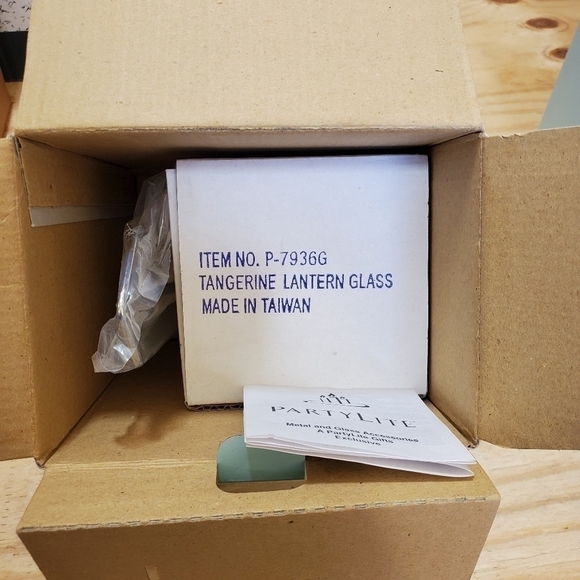 ITEM NO. P-7936G
TANGERINE LANTERN GLASS
MADE IN TAIWAN
PARTYLITE
Metal and Glass Accessories
A PartyLite Gifts
Exclusive